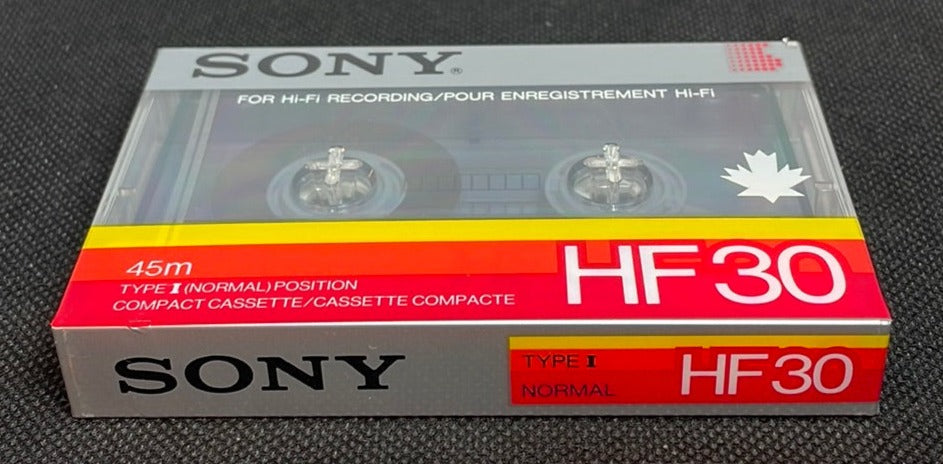 SONY®
FOR Hi-Fi RECORDING/POUR ENREGISTREMENT Hi-Fi
45m
TYPE I (NORMAL) POSITION
COMPACT CASSETTE/CASSETTE COMPACTE
HF30
SONY
TYPE I
NORMAL
HF30